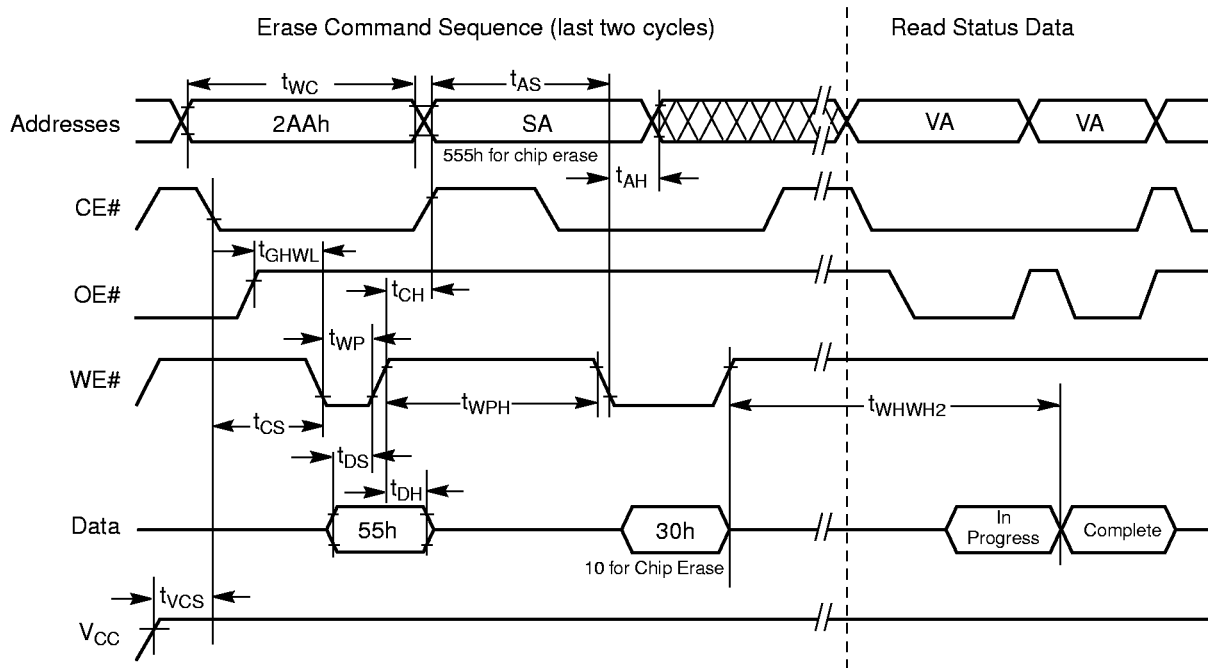 Erase Command Sequence (last two cycles)
Read Status Data
tWC
tAS
Addresses
2AAh
SA
VA
VA
555h for chip erase
tAH
CE#
tGHWL
OE#
tCH
tWP
WE#
tWPH
tWHWH2
tCS
tDS
tDH
Data
55h
30h
In
Progress
Complete
10 for Chip Erase
tVCS
VCC